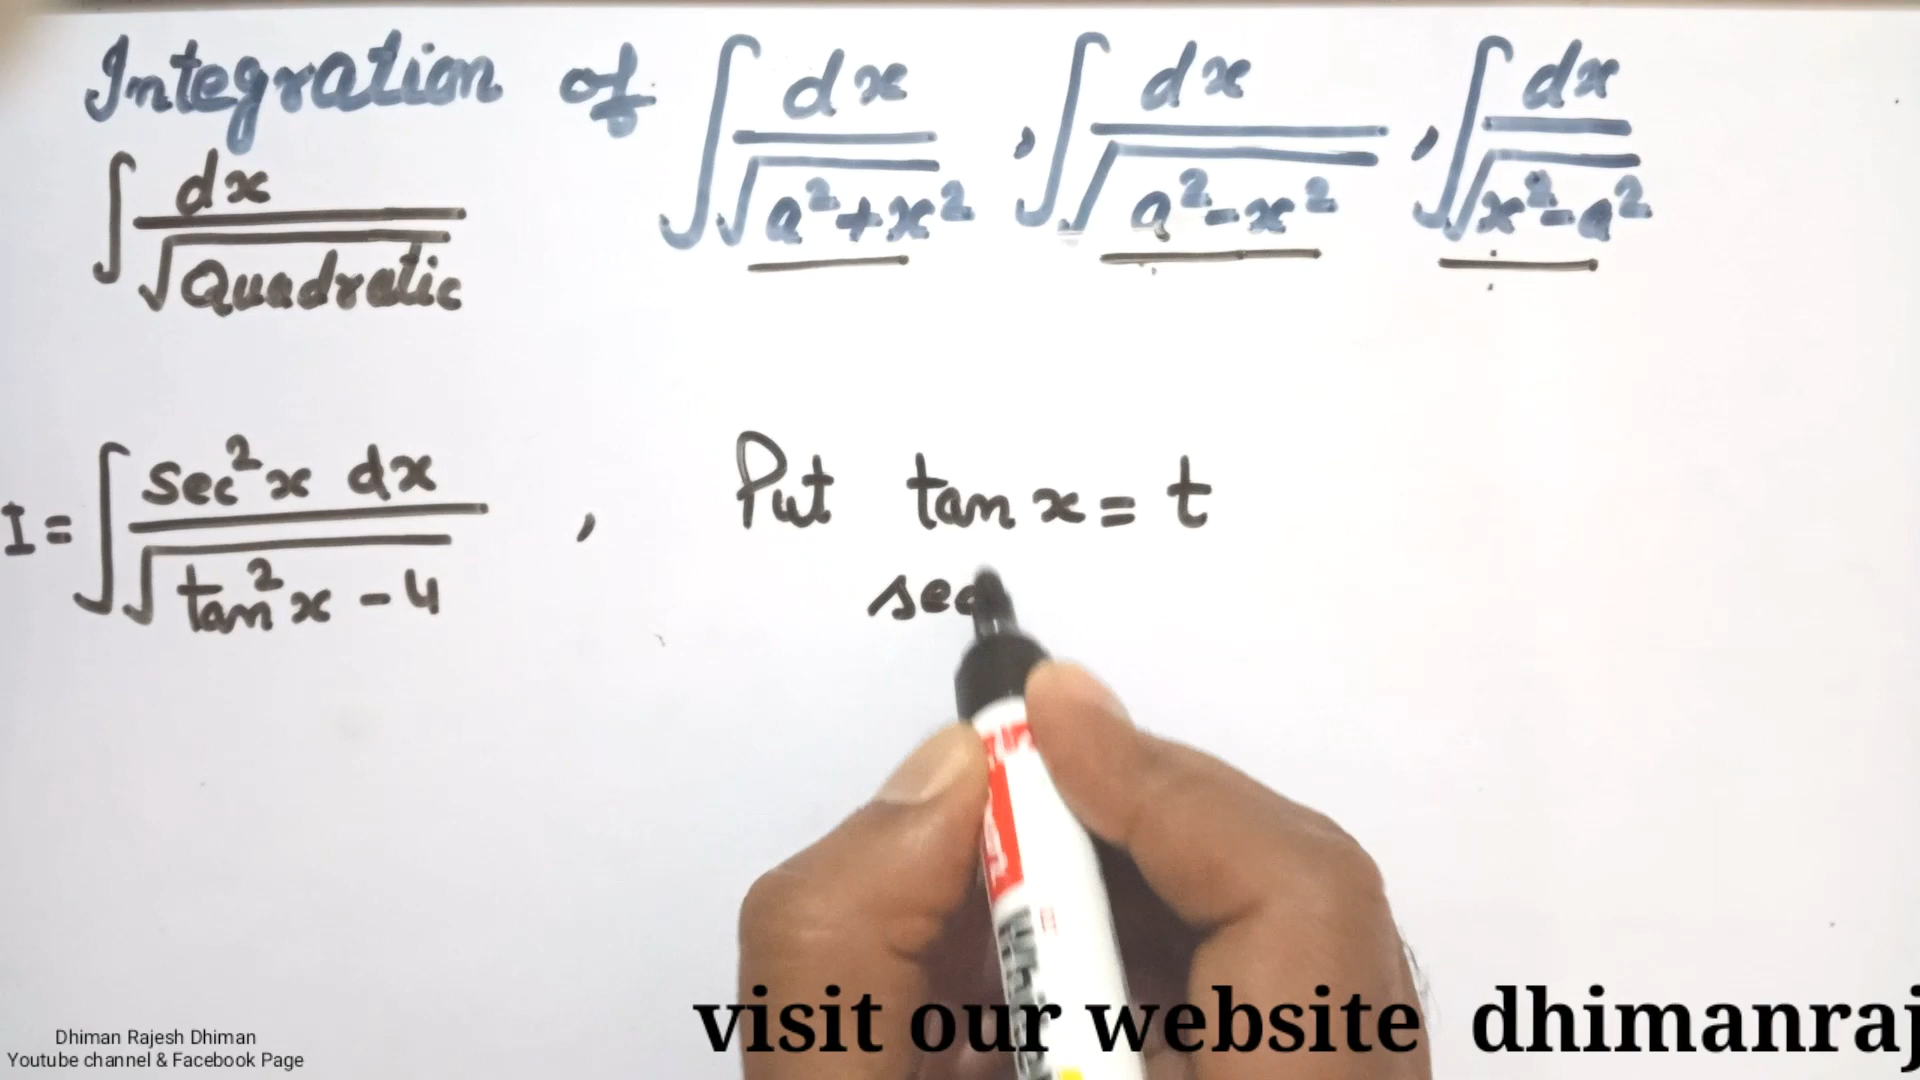 Integration of ∫ dx/√(a²+x²) , ∫ dx/√(a²-x²) , ∫ dx/√(x²-a²)
∫ dx/√Quadratic
I = ∫ sec²x dx/√(tan²x - 4) , Put tan x = t
sec
visit our website dhimanraj
Dhiman Rajesh Dhiman
Youtube channel & Facebook Page